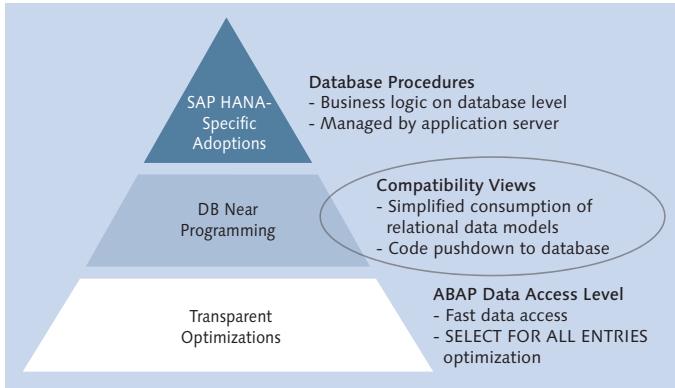 SAP HANA-
Specific
Adoptions
Database Procedures
- Business logic on database level
- Managed by application server
DB Near
Programming
Compatibility Views
- Simplified consumption of
relational data models
- Code pushdown to database
Transparent
Optimizations
ABAP Data Access Level
- Fast data access
- SELECT FOR ALL ENTRIES
optimization